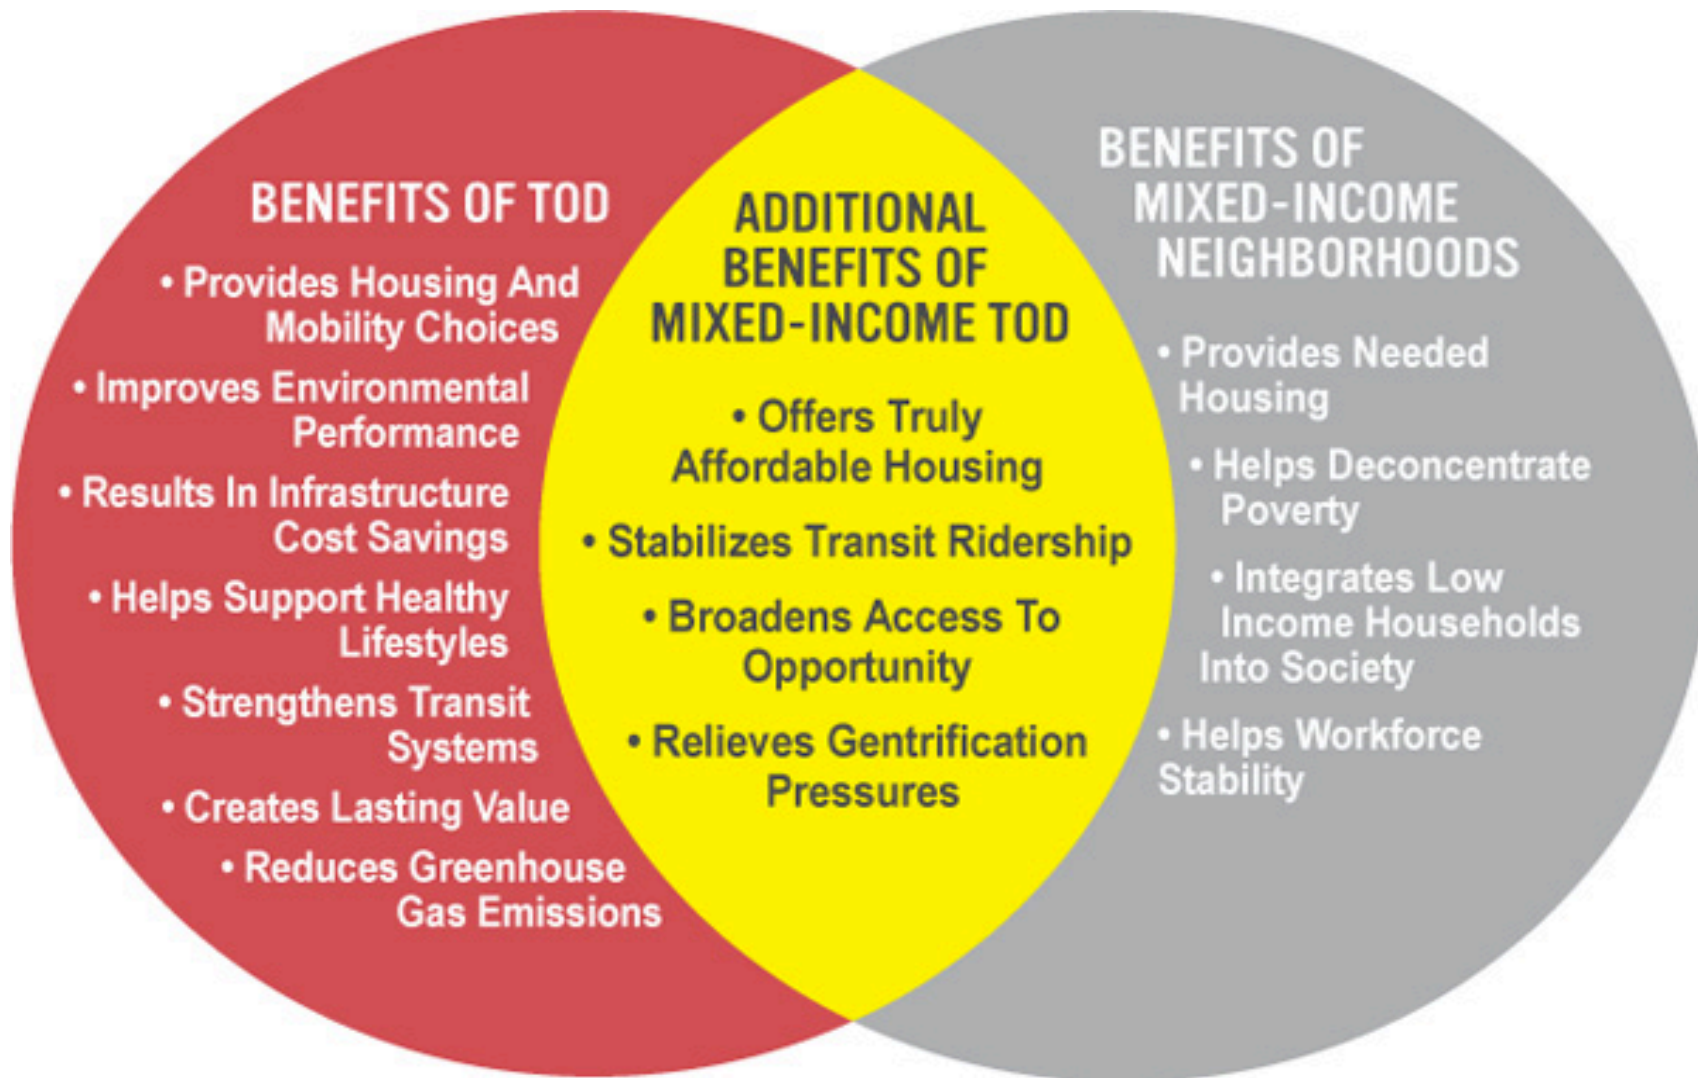 BENEFITS OF TOD
• Provides Housing And
Mobility Choices
• Improves Environmental
Performance
• Results In Infrastructure
Cost Savings
• Helps Support Healthy
Lifestyles
• Strengthens Transit
Systems
• Creates Lasting Value
• Reduces Greenhouse
Gas Emissions
ADDITIONAL
BENEFITS OF
MIXED-INCOME TOD
• Offers Truly
Affordable Housing
• Stabilizes Transit Ridership
• Broadens Access To
Opportunity
• Relieves Gentrification
Pressures
BENEFITS OF
MIXED-INCOME
NEIGHBORHOODS
• Provides Needed
Housing
• Helps Deconcentrate
Poverty
• Integrates Low
Income Households
Into Society
• Helps Workforce
Stability